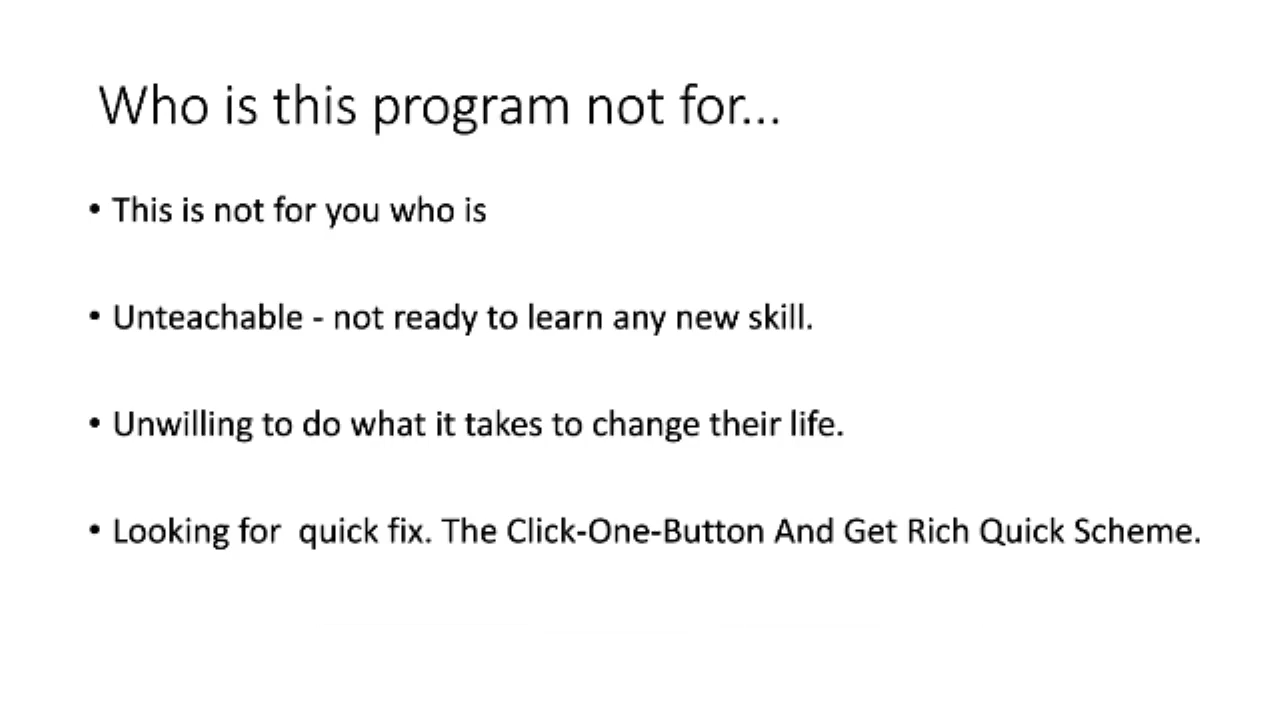 Who is this program not for...
• This is not for you who is
• Unteachable - not ready to learn any new skill.
• Unwilling to do what it takes to change their life.
• Looking for  quick fix. The Click-One-Button And Get Rich Quick Scheme.